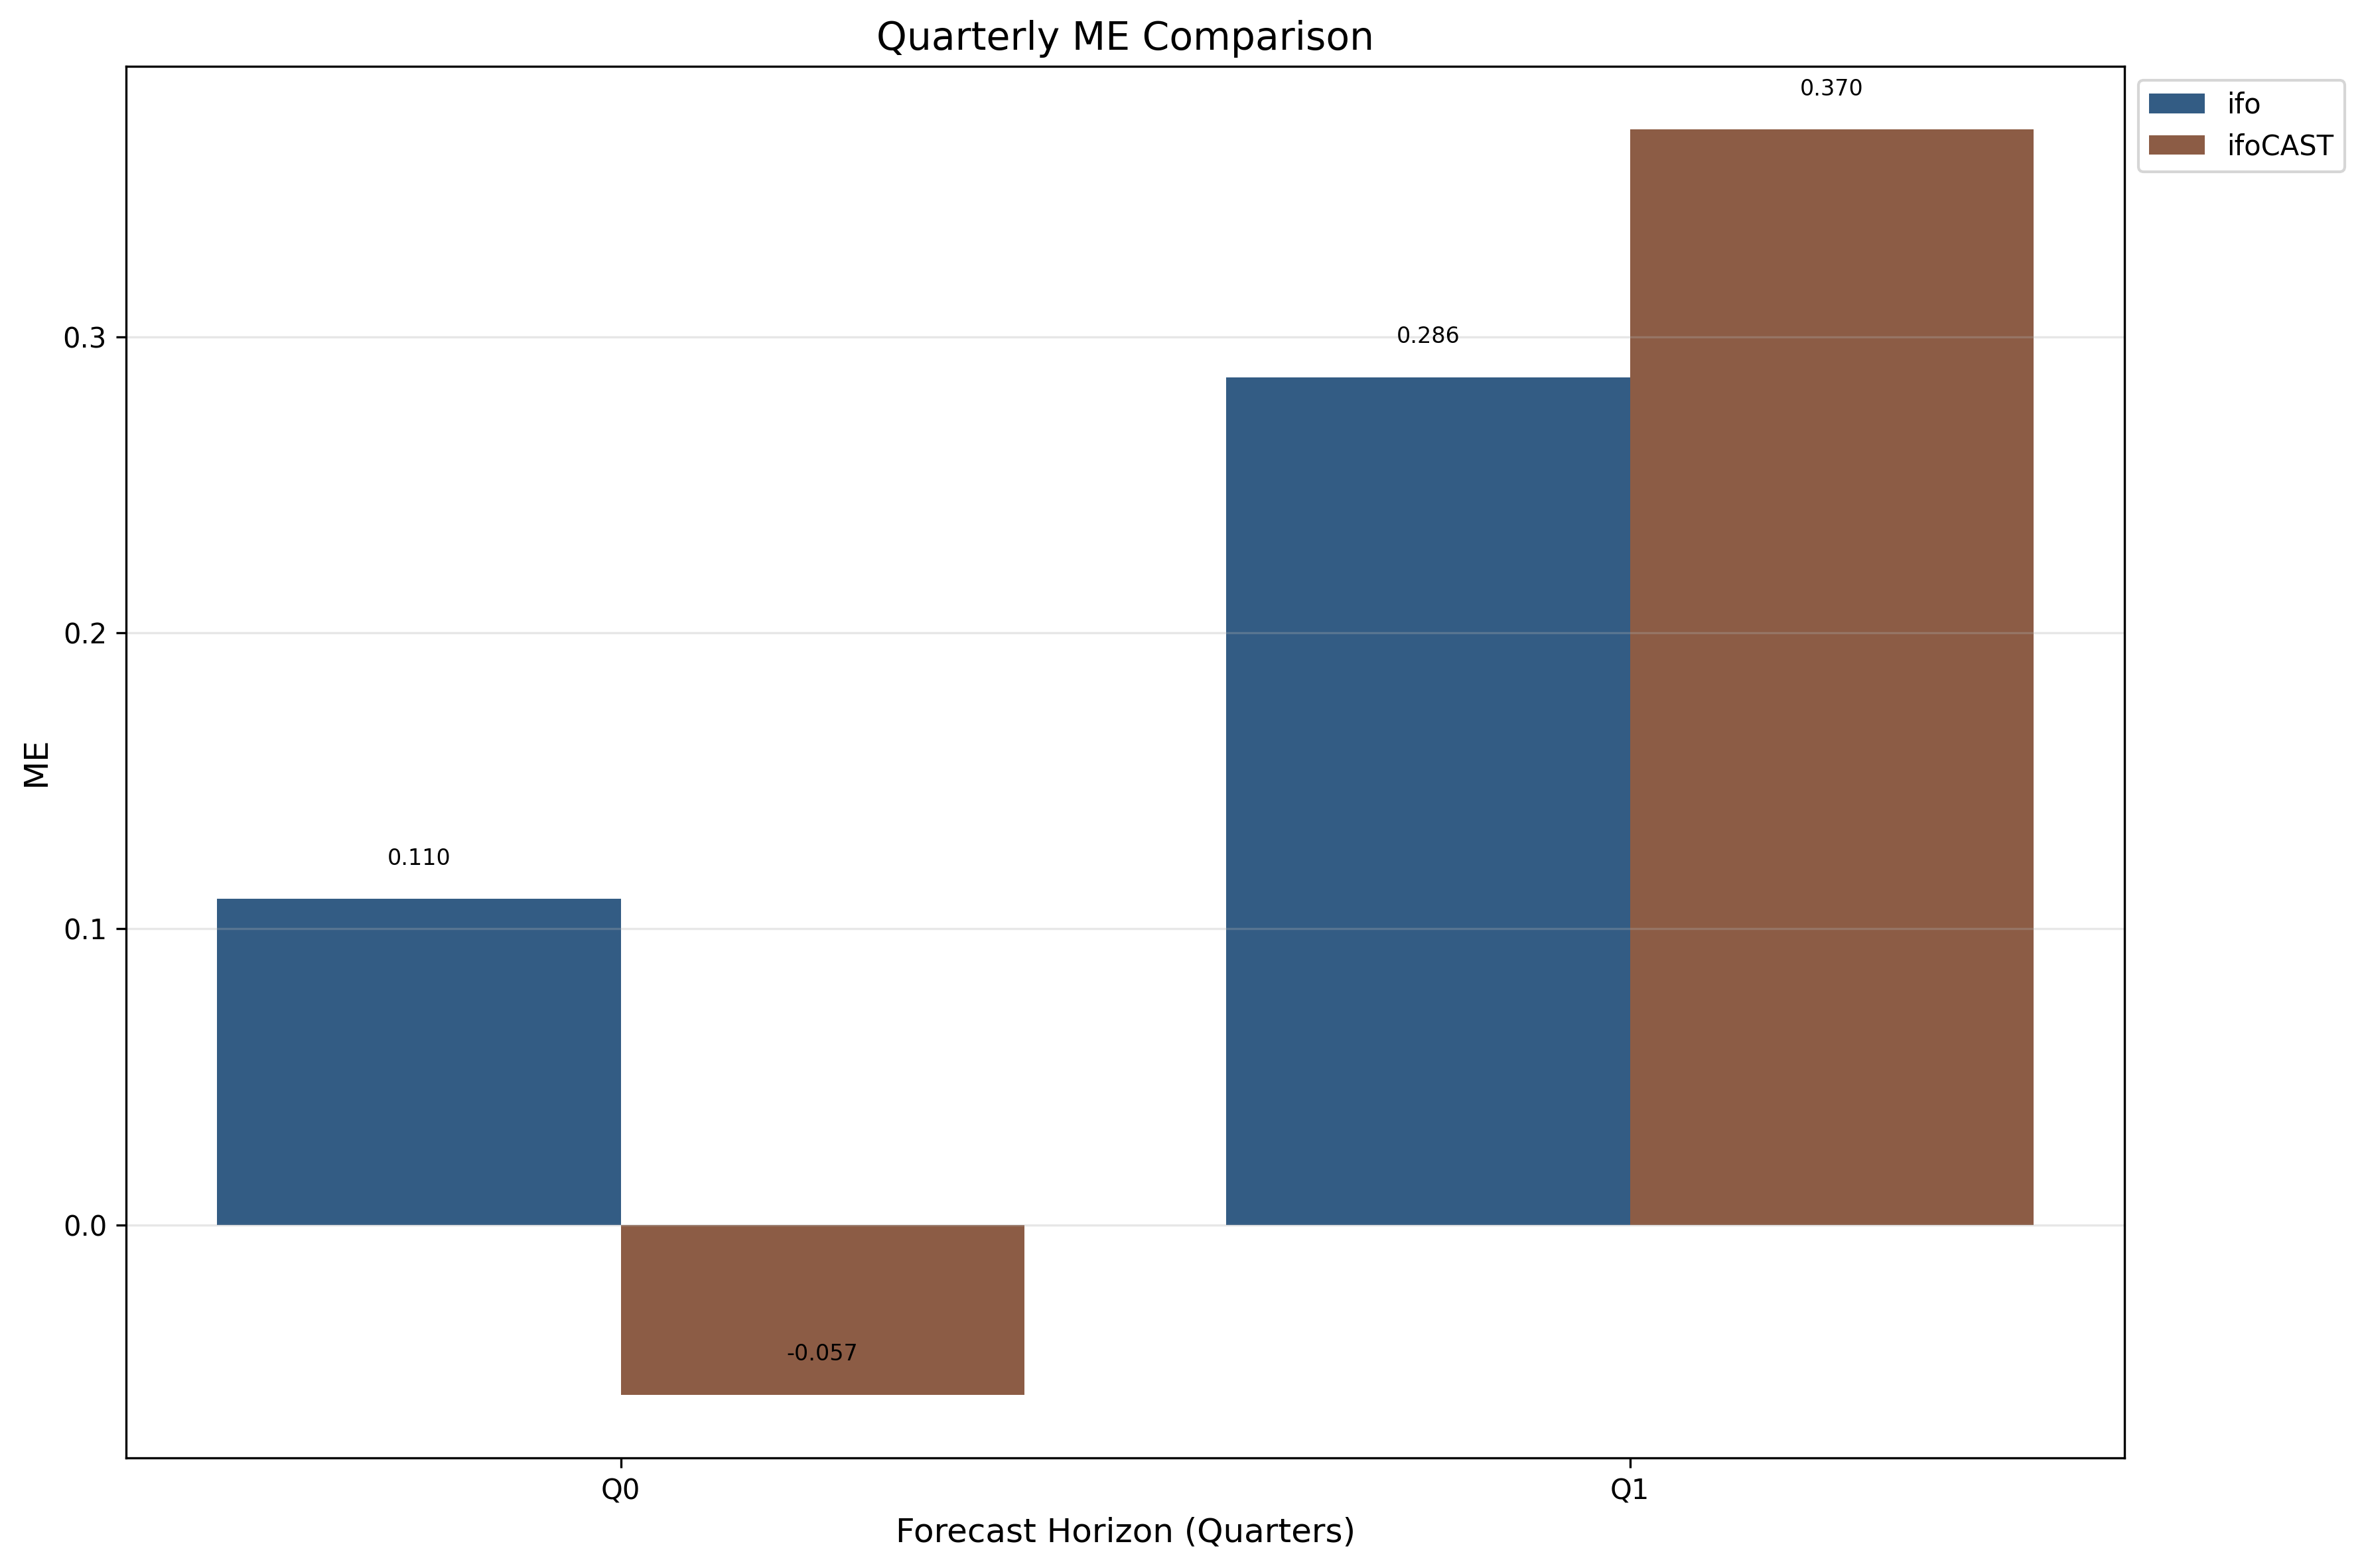 Quarterly ME Comparison
0.370
ifo
ifoCAST
0.3
0.286
0.2
ME
0.110
0.1
0.0
-0.057
Q0
Q1
Forecast Horizon (Quarters)